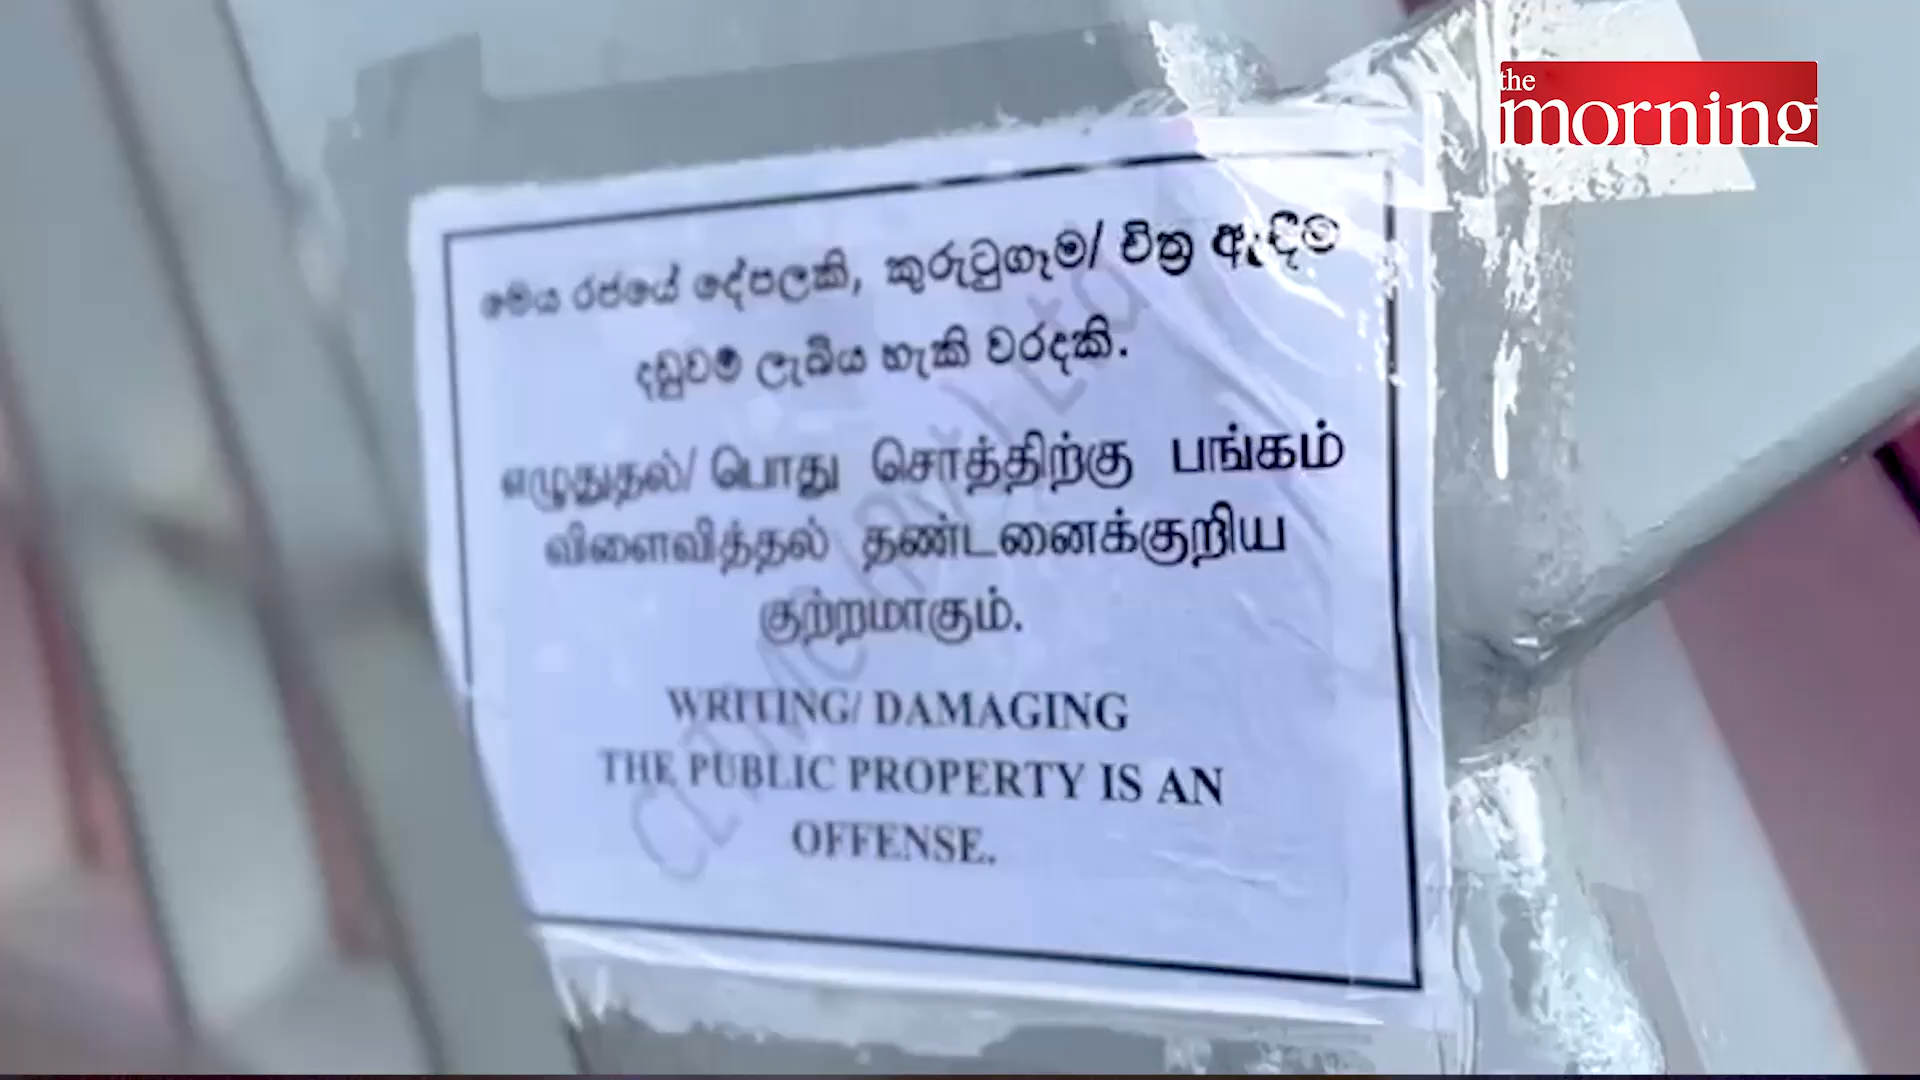 the
morning
මෙය රජයේ දේපලකි, කුරුටුගෑම/ චිත්‍ර ඇඳීම
දඬුවම් ලැබිය හැකි වරදකි.
எழுதுதல்/ பொது சொத்திற்கு பங்கம்
விளைவித்தல் தண்டனைக்குறிய
குற்றமாகும்.
WRITING/ DAMAGING
THE PUBLIC PROPERTY IS AN
OFFENSE.